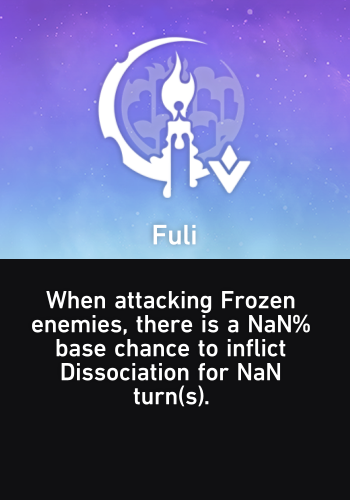 Fuli
When attacking Frozen
enemies, there is a NaN%
base chance to inflict
Dissociation for NaN
turn(s).